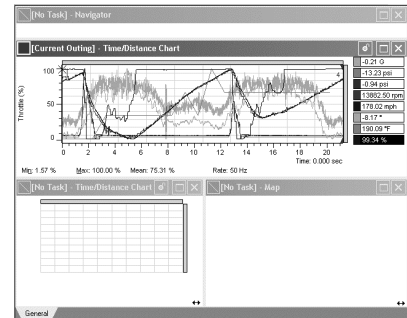 [No Task] - Navigator
[Current Outing] - Time/Distance Chart
-0.21 G
-13.23 psi
-0.94 psi
13882.50 rpm
178.02 mph
-8.17 °
190.09 °F
99.34 %
Throttle (%)
100
50
0
4
0 2 4 6 8 10 12 14 16 18 20
Time: 0.000 sec
Min: 1.57 % Max: 100.00 % Mean: 75.31 % Rate: 50 Hz
[No Task] - Time/Distance Chart
[No Task] - Map
General